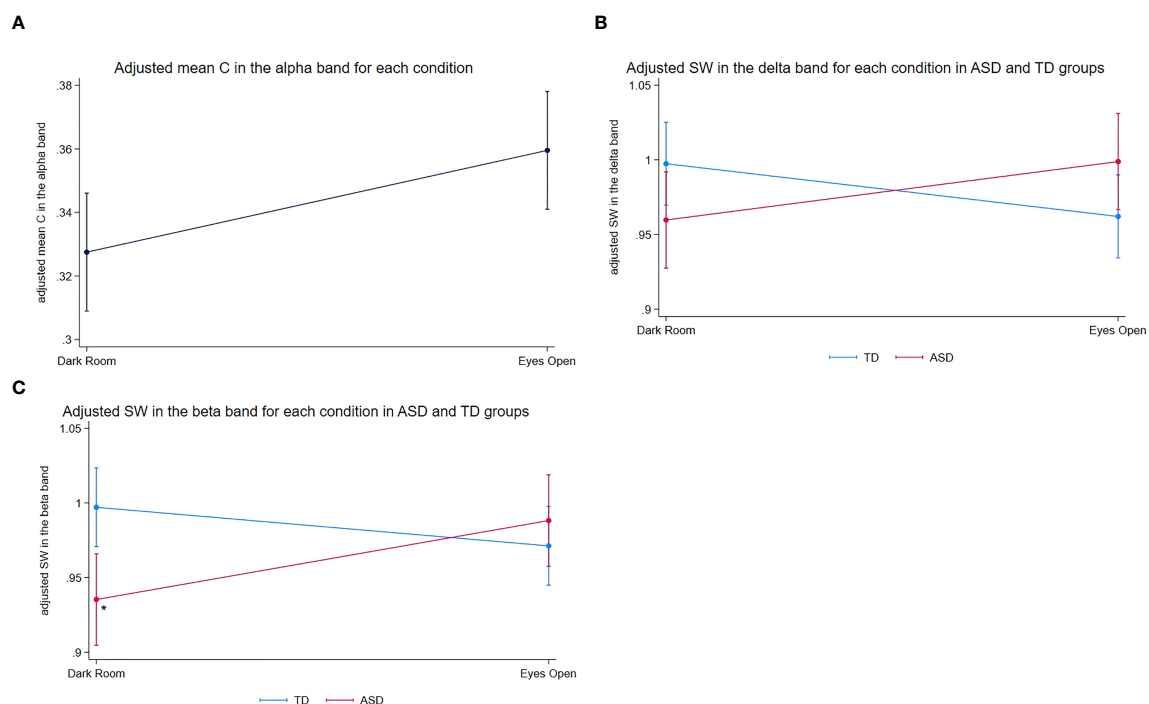 A
Adjusted mean C in the alpha band for each condition
adjusted mean C in the alpha band
.38
.36
.34
.32
.3
Dark Room
Eyes Open
B
Adjusted SW in the delta band for each condition in ASD and TD groups
adjusted SW in the delta band
1.05
1
.95
.9
Dark Room
Eyes Open
TD
ASD
C
Adjusted SW in the beta band for each condition in ASD and TD groups
adjusted SW in the beta band
1.05
1
.95
.9
*
Dark Room
Eyes Open
TD
ASD